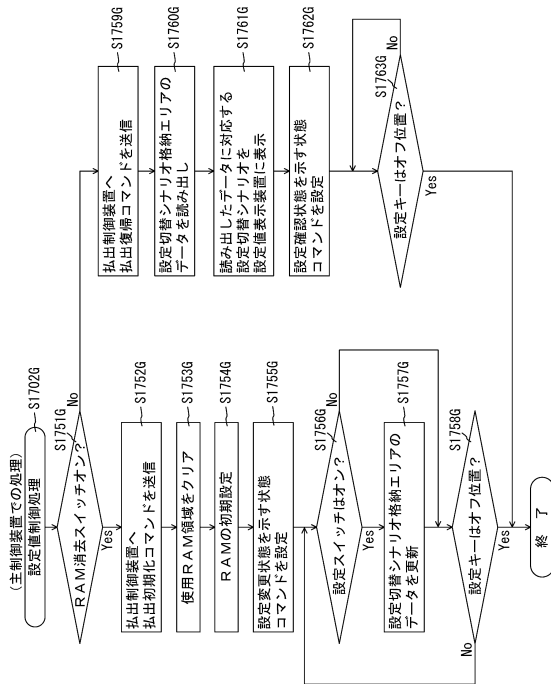 (主制御装置での処理)
設定値制御処理
S1702G
RAM消去スイッチオン?
S1751G
No
Yes
払出制御装置へ
払出初期化コマンドを送信
S1752G
使用RAM領域をクリア
S1753G
RAMの初期設定
S1754G
設定変更状態を示す状態
コマンドを設定
S1755G
設定スイッチはオン?
S1756G
No
Yes
設定切替シナリオ格納エリアの
データを更新
S1757G
設定キーはオフ位置?
S1758G
No
Yes
終了
払出制御装置へ
払出復帰コマンドを送信
S1759G
設定切替シナリオ格納エリアの
データを読み出し
S1760G
読み出したデータに対応する
設定切替シナリオを
設定値表示装置に表示
S1761G
設定確認状態を示す状態
コマンドを設定
S1762G
設定キーはオフ位置?
S1763G
No
Yes